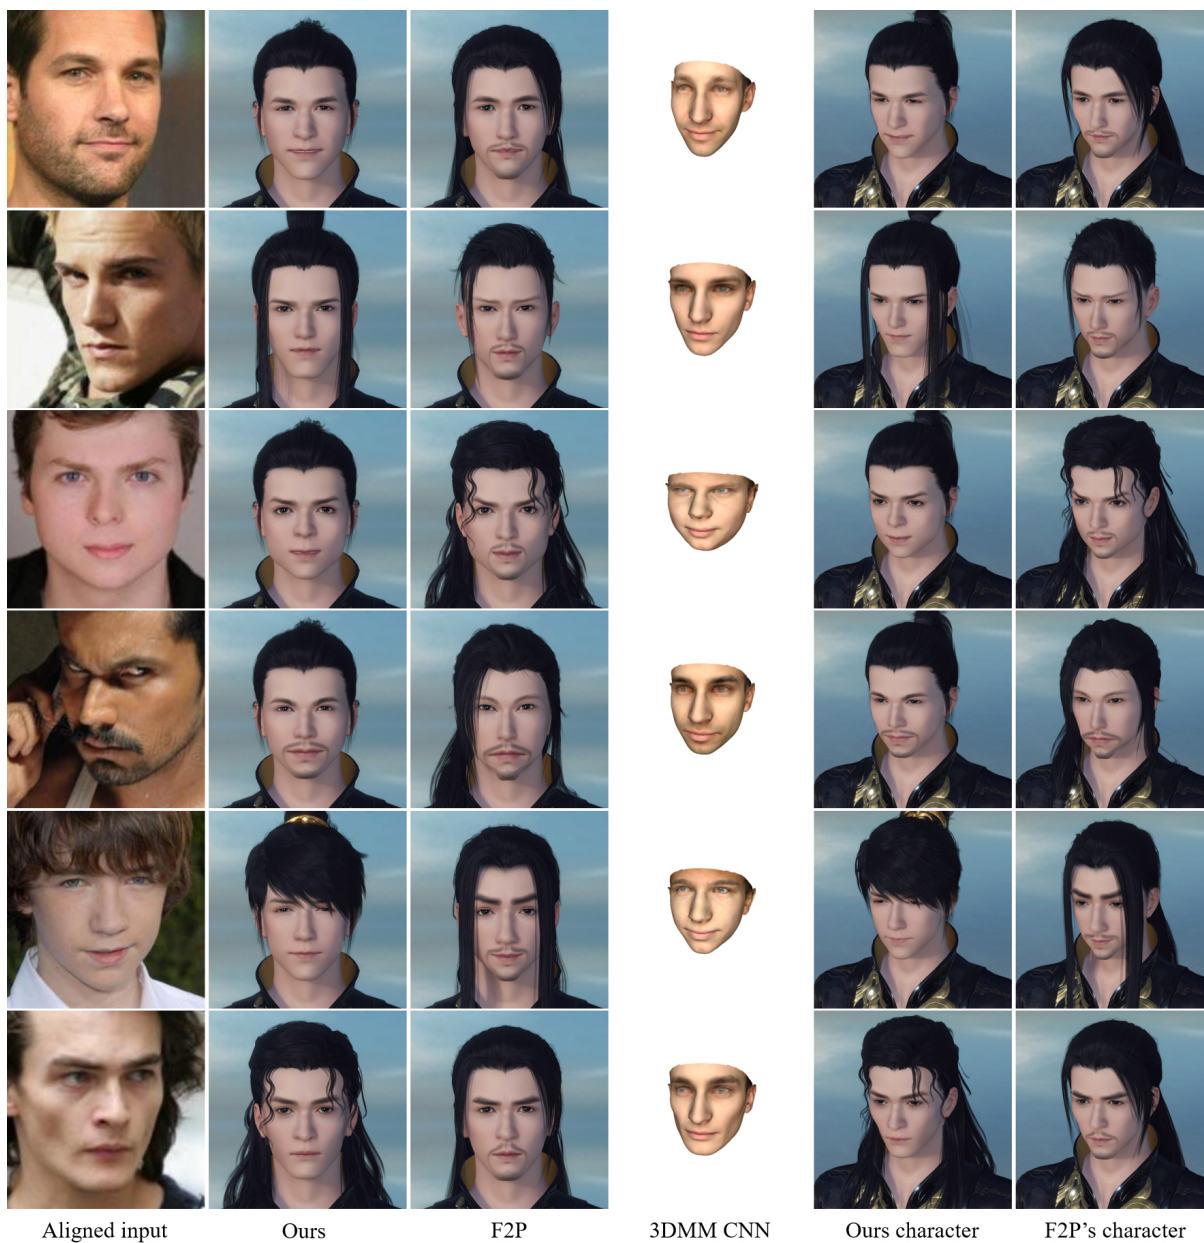 Aligned input
Ours
F2P
3DMM CNN
Ours character
F2P's character